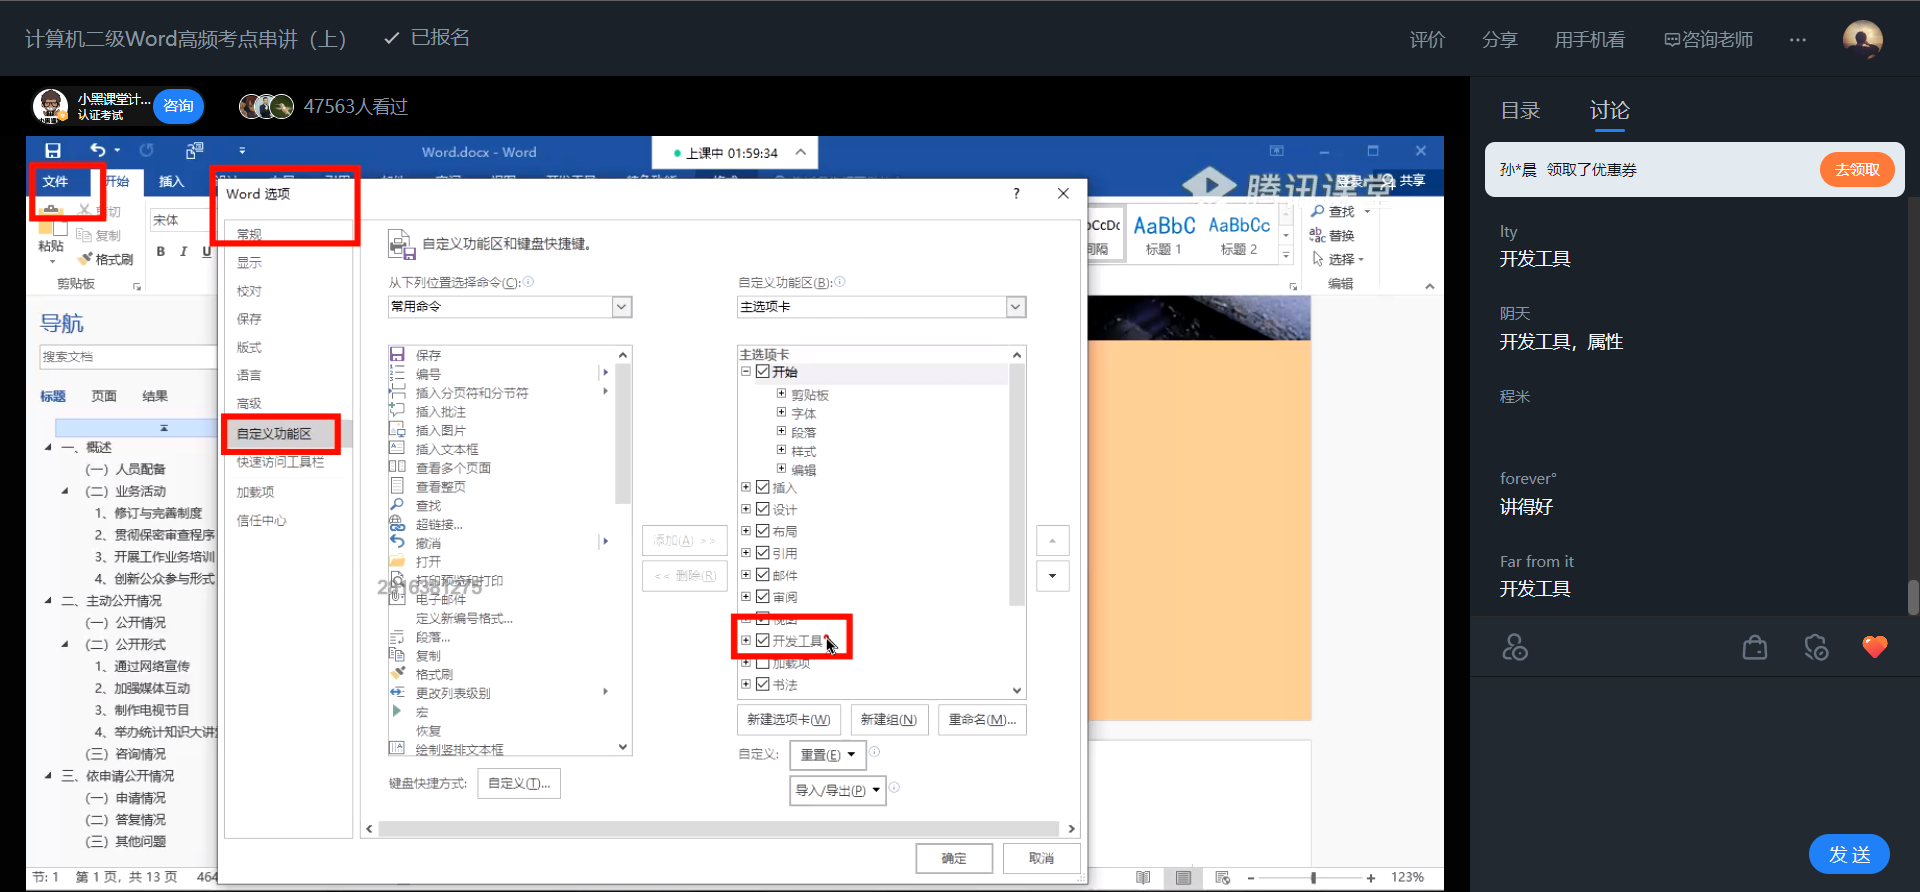 计算机二级Word高频考点串讲（上）
已报名
评价
分享
用手机看
咨询老师
小黑课堂计...
认证考试
咨询
47563人看过
目录
讨论
孙*晨 领取了优惠券
去领取
lty
开发工具
阴天
开发工具，属性
程米
forever°
讲得好
Far from it
开发工具
发 送
Word.docx - Word
上课中 01:59:34
腾讯课堂
文件
开始
插入
共享
剪切
粘贴
复制
格式刷
剪贴板
宋体
B I U
AaBbC
AaBbCc
标题 1
标题 2
查找
替换
选择
编辑
导航
搜索文档
标题
页面
结果
一、概述
(一) 人员配备
(二) 业务活动
1、修订与完善制度
2、贯彻保密审查程序
3、开展工作业务培训
4、创新公众参与形式
二、主动公开情况
(一) 公开情况
(二) 公开形式
1、通过网络宣传
2、加强媒体互动
3、制作电视节目
4、举办统计知识大讲
(三) 咨询情况
三、依申请公开情况
(一) 申请情况
(二) 答复情况
(三) 其他问题
节: 1
第 1 页，共 13 页
464
123%
Word 选项
?
常规
显示
校对
保存
版式
语言
高级
自定义功能区
快速访问工具栏
加载项
信任中心
自定义功能区和键盘快捷键。
从下列位置选择命令(C):
常用命令
保存
编号
插入分页符和分节符
插入批注
插入图片
插入文本框
查看多个页面
查看整页
查找
超链接...
撤消
打开
打印预览和打印
2916381275
电子邮件
定义新编号格式...
段落...
复制
格式刷
更改列表级别
宏
恢复
绘制竖排文本框
键盘快捷方式:
自定义(T)...
添加(A) >>
<< 删除(R)
自定义功能区(B):
主选项卡
主选项卡
开始
剪贴板
字体
段落
样式
编辑
插入
设计
布局
引用
邮件
审阅
视图
开发工具
加载项
书法
新建选项卡(W)
新建组(N)
重命名(M)...
自定义:
重置(E)
导入/导出(P)
确定
取消